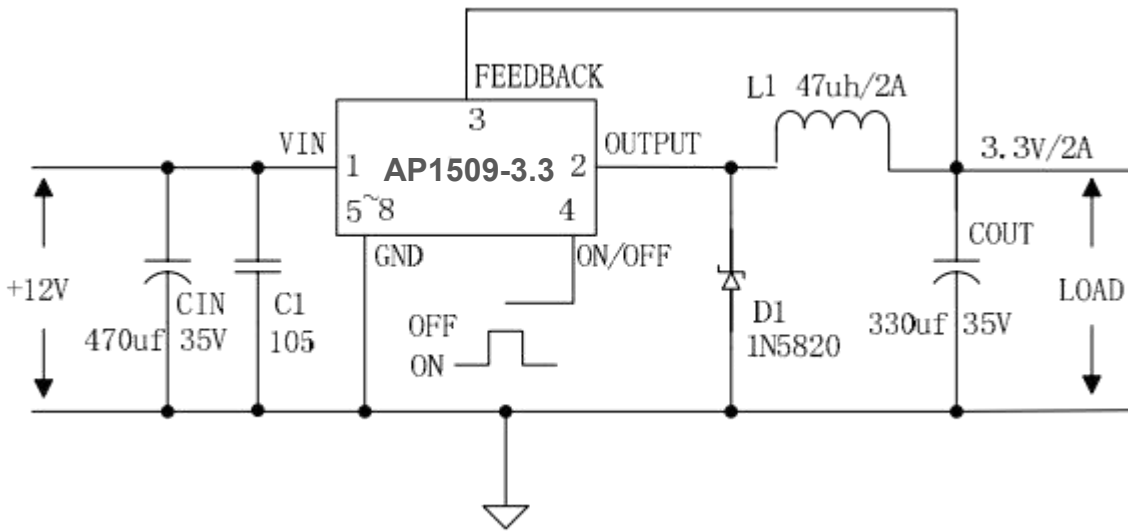 FEEDBACK
L1 47uh/2A
3
VIN
OUTPUT
3.3V/2A
1 AP1509-3.3 2
5~8
4
GND
ON/OFF
COUT
+12V
CIN
C1
LOAD
470uf 35V
105
OFF
ON
D1
1N5820
330uf 35V